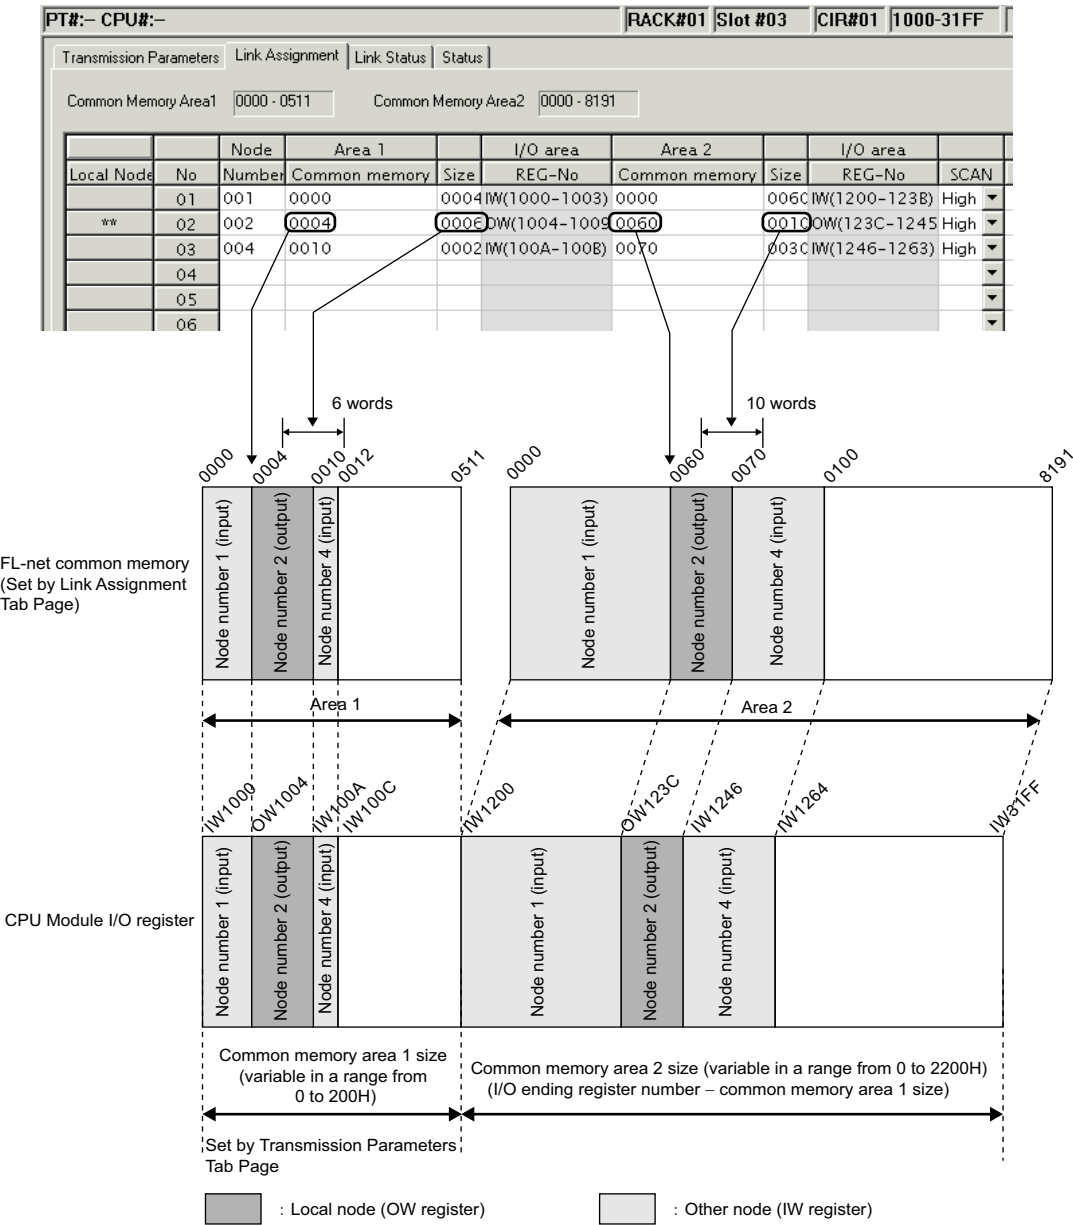 PT#:– CPU#:– RACK#01 Slot #03 CIR#01 1000-31FF
Transmission Parameters Link Assignment Link Status Status
Common Memory Area1 0000 - 0511 Common Memory Area2 0000 - 8191
Node Area 1 I/O area Area 2 I/O area
Local Node No Number Common memory Size REG-No Common memory Size REG-No SCAN
01 001 0000 0004 IW(1000-1003) 0000 0060 IW(1200-123B) High
** 02 002 0004 0006 OW(1004-1009 0060 0010 OW(123C-1245 High
03 004 0010 0002 IW(100A-100B) 0070 0030 IW(1246-1263) High
04
05
06
6 words 10 words
0000 0004 0010 0012 0511 0000 0060 0070 0100 8191
FL-net common memory
(Set by Link Assignment
Tab Page)
Node number 1 (input)
Node number 2 (output)
Node number 4 (input)
Node number 1 (input)
Node number 2 (output)
Node number 4 (input)
Area 1 Area 2
IW1000 OW1004 IW100A IW100C IW1200 OW123C IW1246 IW1264 IW31FF
CPU Module I/O register
Node number 1 (input)
Node number 2 (output)
Node number 4 (input)
Node number 1 (input)
Node number 2 (output)
Node number 4 (input)
Common memory area 1 size
(variable in a range from
0 to 200H)
Common memory area 2 size (variable in a range from 0 to 2200H)
(I/O ending register number – common memory area 1 size)
Set by Transmission Parameters
Tab Page
: Local node (OW register) : Other node (IW register)